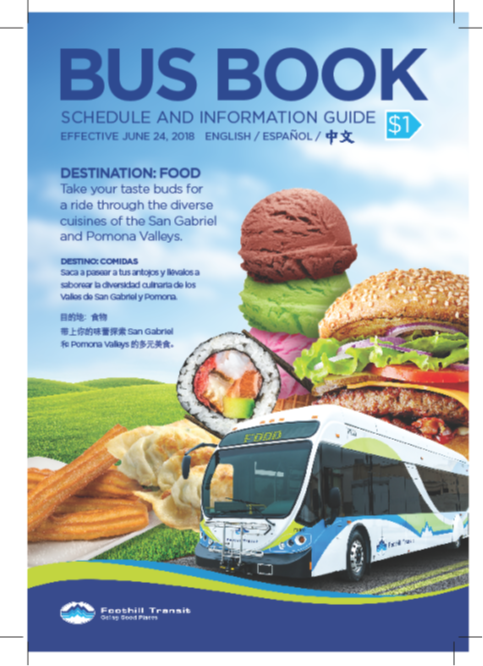 BUS BOOK
SCHEDULE AND INFORMATION GUIDE
$1
EFFECTIVE JUNE 24, 2018 ENGLISH / ESPAÑOL / 中文
DESTINATION: FOOD
Take your taste buds for
a ride through the diverse
cuisines of the San Gabriel
and Pomona Valleys.
DESTINO: COMIDAS
Saca a pasear a tus antojos y llévalos a
saborear la diversidad culinaria de los
Valles de San Gabriel y Pomona.
目的地: 食物
带上你的味蕾探索 San Gabriel
和 Pomona Valleys 的多元美食。
FOOD
Foothill Transit
Foothill Transit
Going Good Places